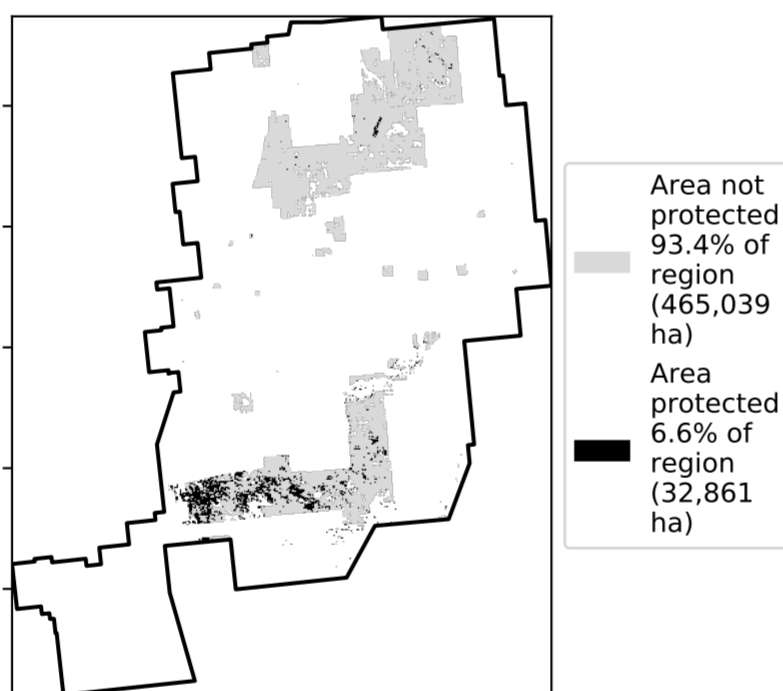 Area not
protected
93.4% of
region
(465,039
ha)
Area
protected
6.6% of
region
(32,861
ha)